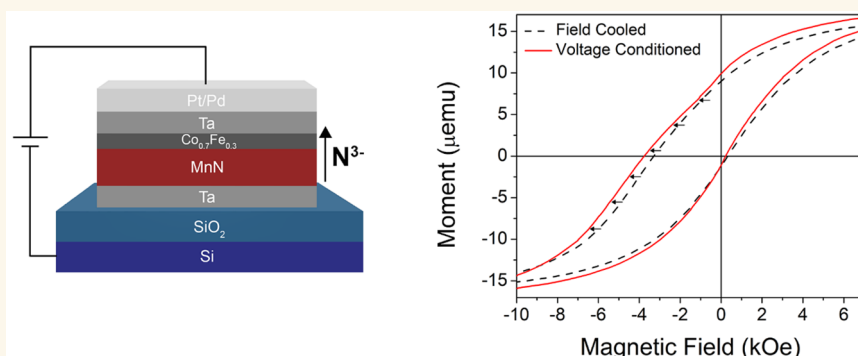 Pt/Pd
Ta
Co₀.₇Fe₀.₃
MnN
Ta
SiO₂
Si
N³⁻
Field Cooled
Voltage Conditioned
15
10
5
0
-5
-10
-15
-10
-8
-6
-4
-2
0
2
4
6
Moment (μemu)
Magnetic Field (kOe)